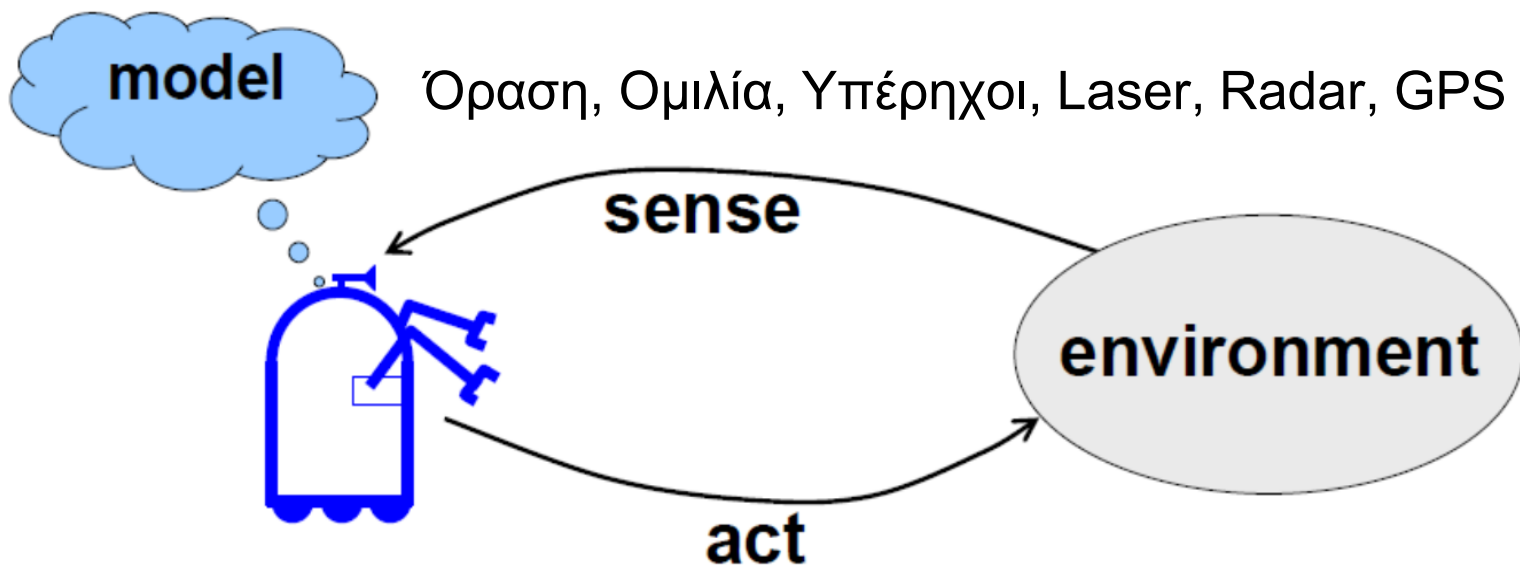 model
Όραση, Ομιλία, Υπέρηχοι, Laser, Radar, GPS
sense
environment
act